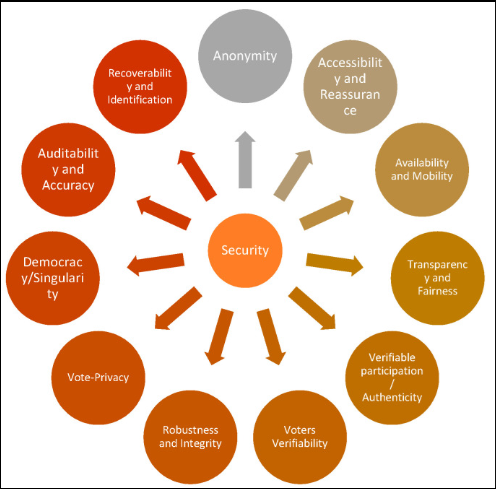 Anonymity
Accessibilit
y and
Reassuran
ce
Availability
and Mobility
Transparenc
y and
Fairness
Verifiable
participation
/
Authenticity
Voters
Verifiability
Robustness
and Integrity
Vote-Privacy
Democrac
y/Singulari
ty
Auditabilit
y and
Accuracy
Recoverabilit
y and
Identification
Security